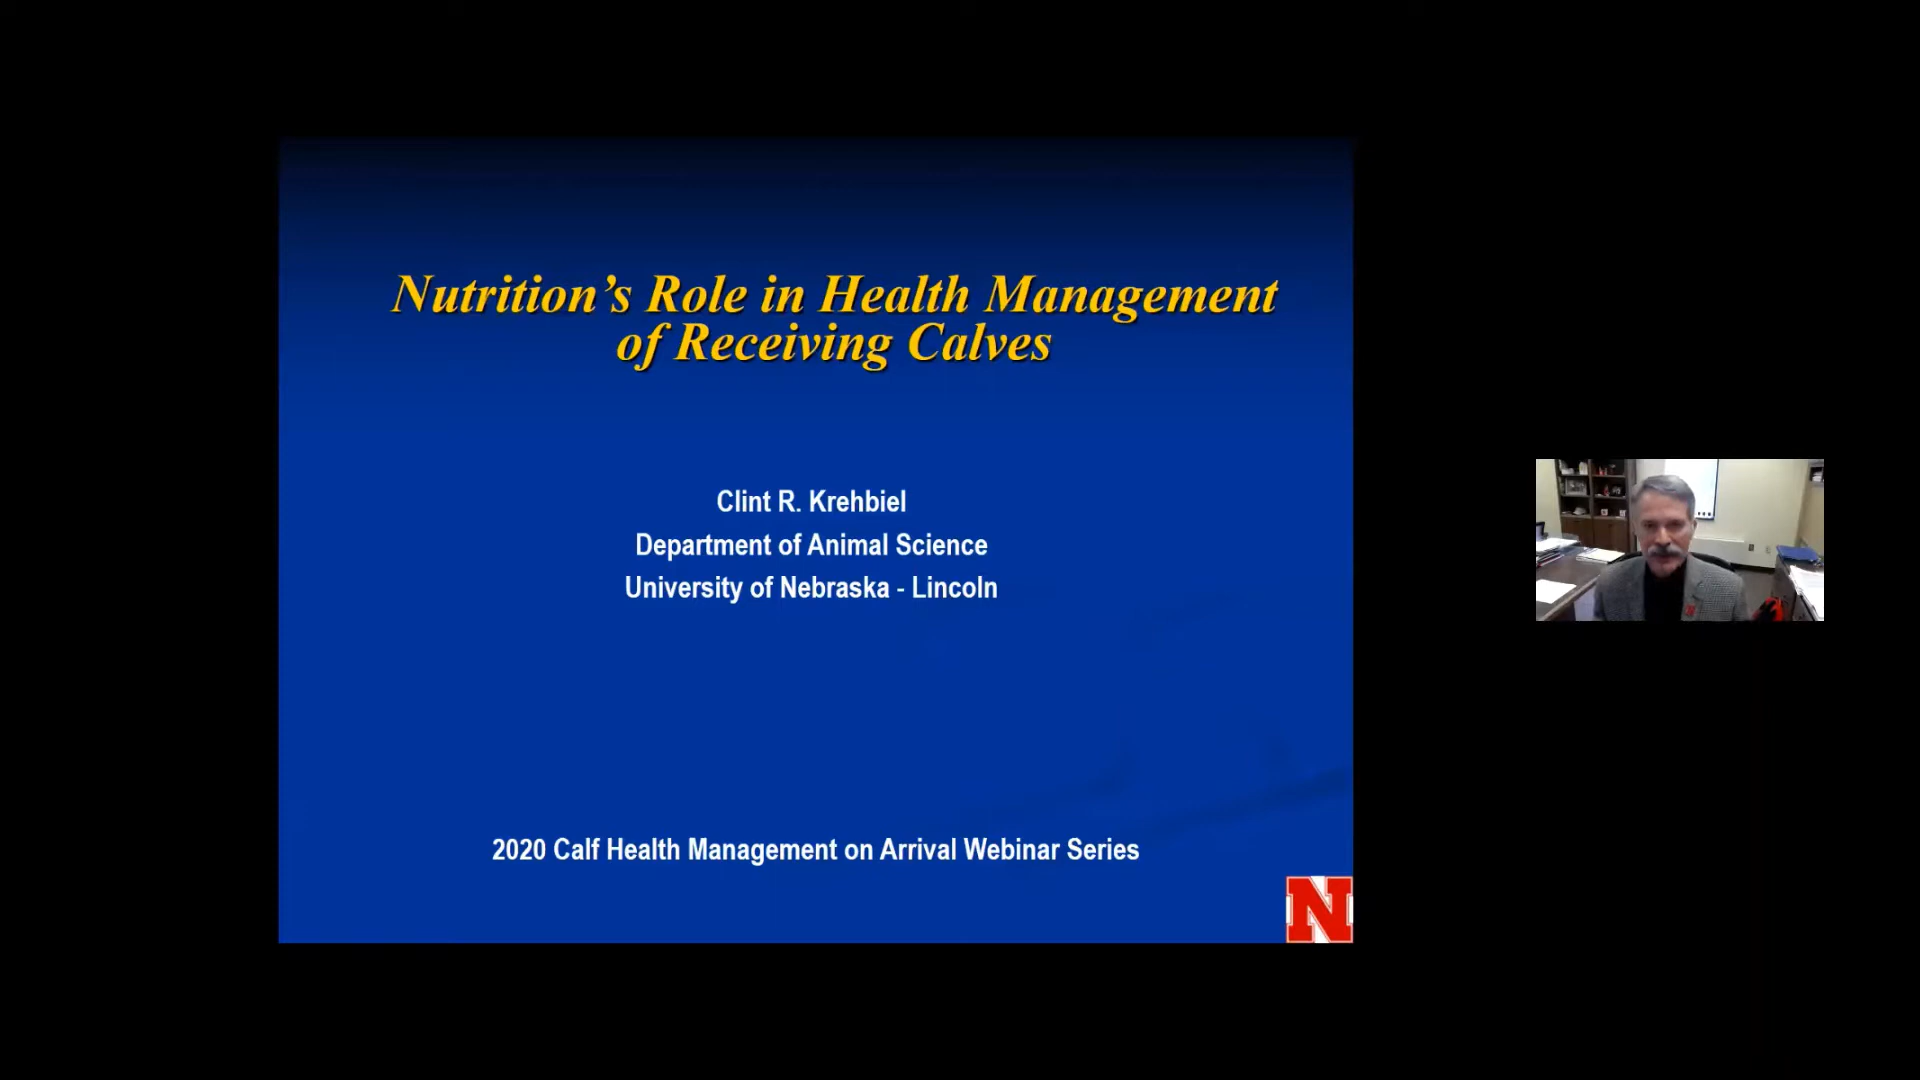 Nutrition’s Role in Health Management
of Receiving Calves
Clint R. Krehbiel
Department of Animal Science
University of Nebraska - Lincoln
2020 Calf Health Management on Arrival Webinar Series
N